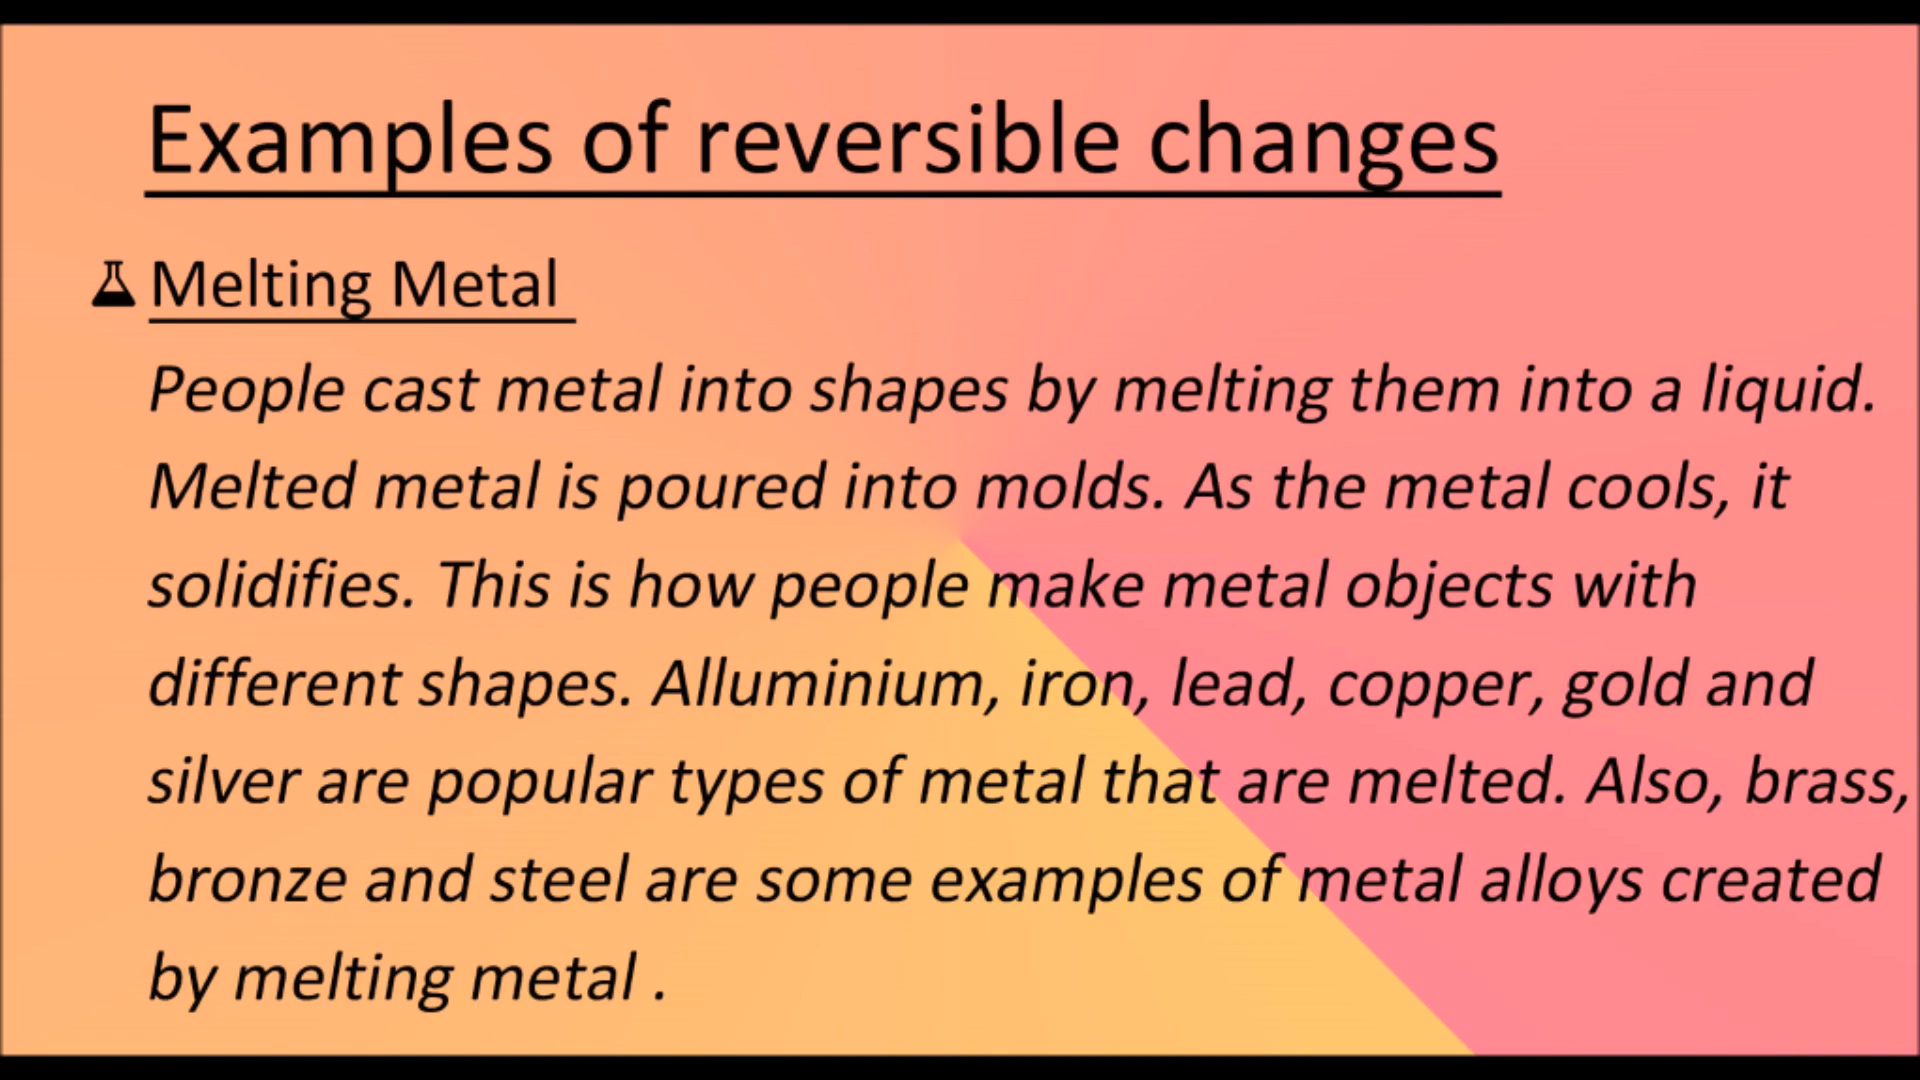 Examples of reversible changes
Melting Metal
People cast metal into shapes by melting them into a liquid.
Melted metal is poured into molds. As the metal cools, it
solidifies. This is how people make metal objects with
different shapes. Alluminium, iron, lead, copper, gold and
silver are popular types of metal that are melted. Also, brass,
bronze and steel are some examples of metal alloys created
by melting metal .